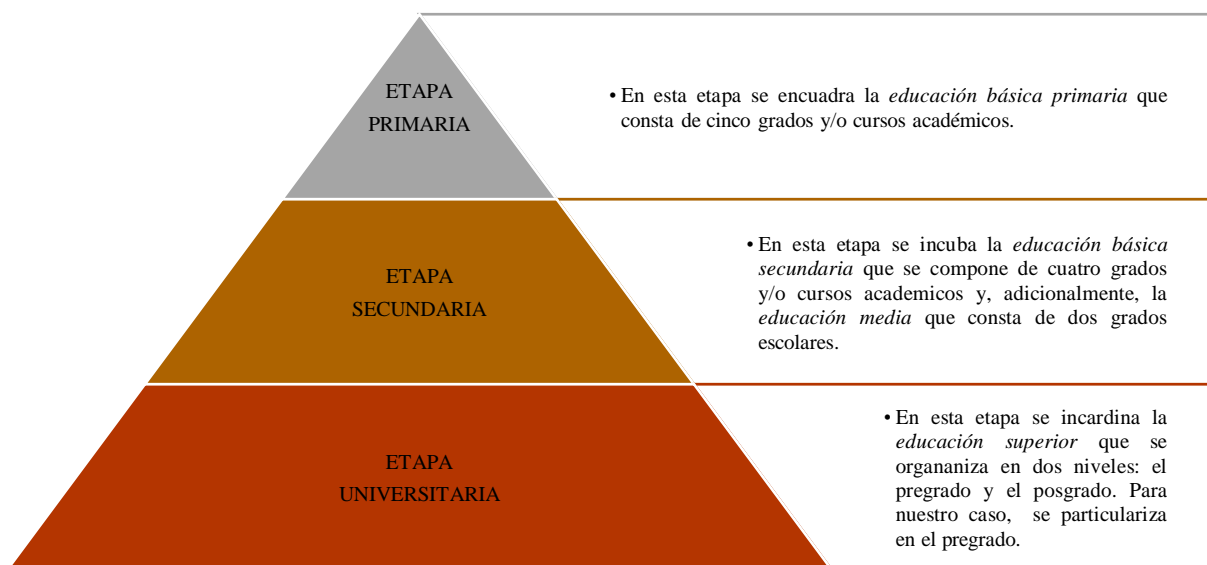 ETAPA
PRIMARIA
• En esta etapa se encuadra la educación básica primaria que
consta de cinco grados y/o cursos académicos.
ETAPA
SECUNDARIA
• En esta etapa se incuba la educación básica
secundaria que se compone de cuatro grados
y/o cursos academicos y, adicionalmente, la
educación media que consta de dos grados
escolares.
ETAPA
UNIVERSITARIA
• En esta etapa se incardina la
educación superior que se
organaniza en dos niveles: el
pregrado y el posgrado. Para
nuestro caso, se particulariza
en el pregrado.